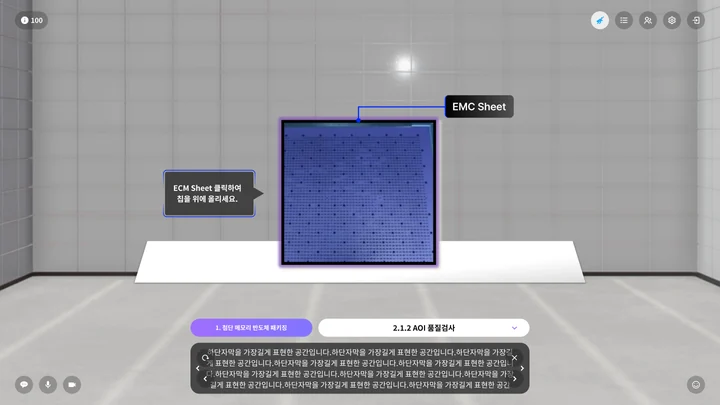 100
EMC Sheet
ECM Sheet 클릭하여
칩을 위에 올리세요.
1. 첨단 메모리 반도체 패키징
2.1.2 AOI 품질검사
하단자막을 가장길게 표현한 공간입니다.하단자막을 가장길게 표현한 공간입니다.하단자막을 가장길
게 표현한 공간입니다.하단자막을 가장길게 표현한 공간입니다.하단자막을 가장길게 표현한 공간입니
다.하단자막을 가장길게 표현한 공간입니다.하단자막을 가장길게 표현한 공간입니다.하단자막을 가장
길게 표현한 공간입니다.하단자막을 가장길게 표현한 공간입니다.하단자막을 가장길게 표현한 공간